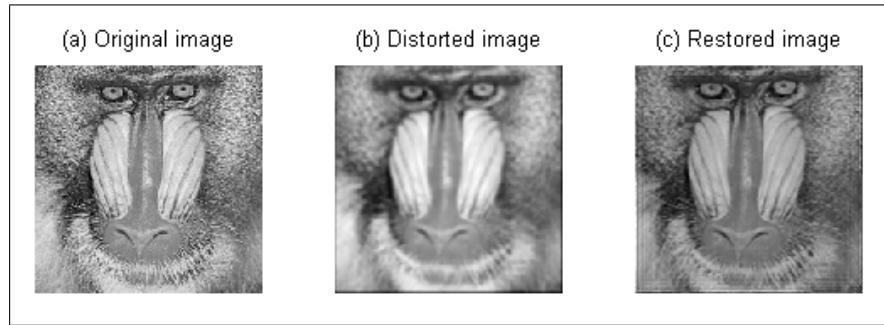 (a) Original image
(b) Distorted image
(c) Restored image